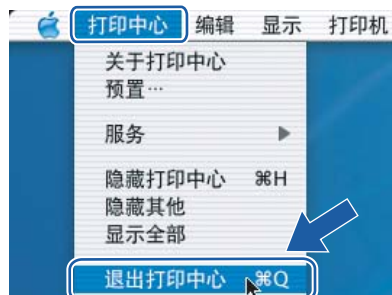 打印中心 编辑 显示 打印机
关于打印中心
预置…
服务
隐藏打印中心 ⌘H
隐藏其他
显示全部
退出打印中心 ⌘Q